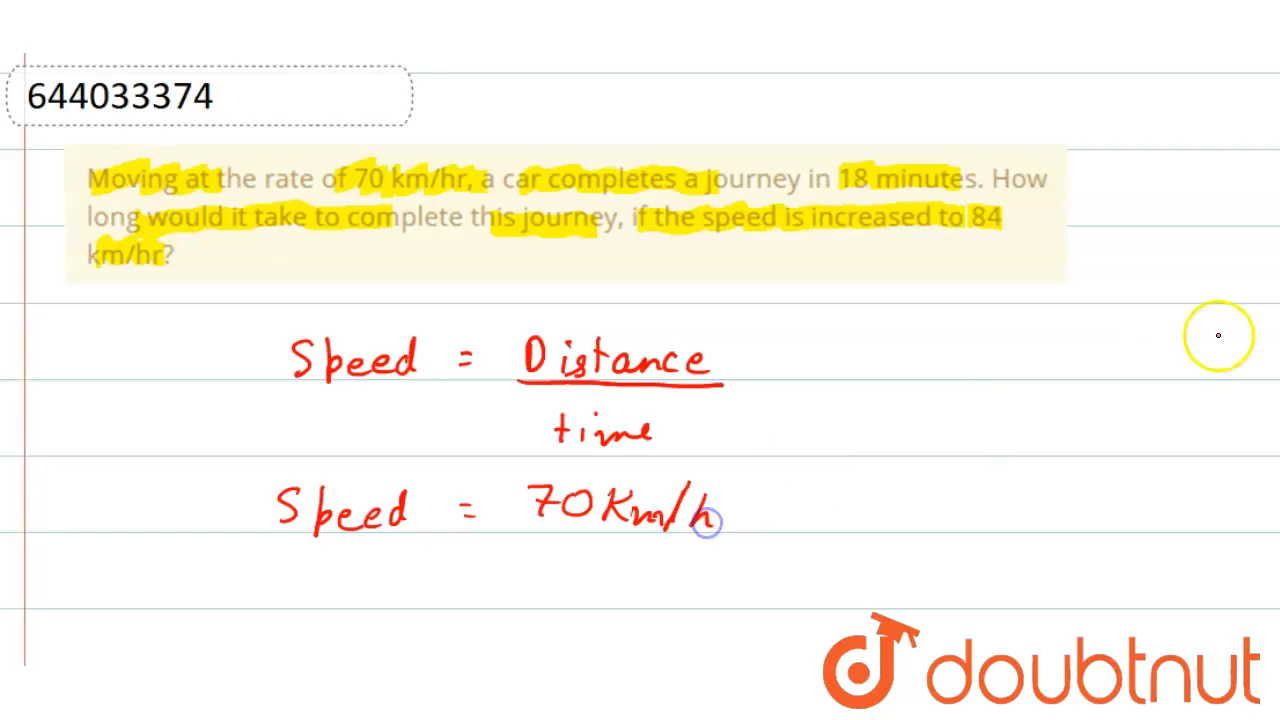 644033374
Moving at the rate of 70 km/hr, a car completes a journey in 18 minutes. How
long would it take to complete this journey, if the speed is increased to 84
km/hr?
Speed = Distance
time
Speed = 70Km/h
doubtnut